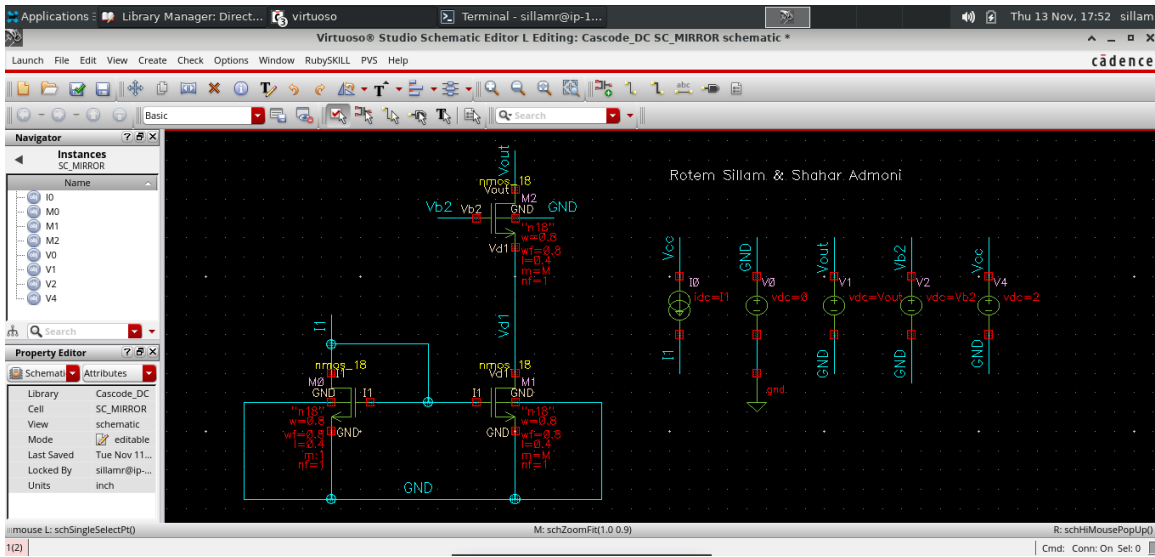 Applications
Library Manager: Direct...
virtuoso
Terminal - sillamr@ip-1...
Thu 13 Nov, 17:52 sillam
Virtuoso® Studio Schematic Editor L Editing: Cascode_DC SC_MIRROR schematic *
Launch File Edit View Create Check Options Window RubySKILL PVS Help
cādence
Basic
Search
Navigator
Instances
SC_MIRROR
Name
I0
M0
M1
M2
V0
V1
V2
V4
Search
Property Editor
Schemati
Attributes
Library Cascode_DC
Cell SC_MIRROR
View schematic
Mode editable
Last Saved Tue Nov 11...
Locked By sillamr@ip-...
Units inch
Vout
nmos_18
Vout
M2
Vb2 Vb2 GND GND
"n18"
w=0.8
Vd1 wf=0.8
l=0.4
m=M
nf=1
Vd1
I1
nmos_18
I1
M0
GND
I1
"n18"
w=0.8
wf=0.8
GND
l=0.4
m:1
nf=1
nmos_18
Vd1
M1
I1 GND
"n18"
w=0.8
GND wf=0.8
l=0.4
m=M
nf=1
GND
Rotem Sillam & Shahar Admoni
Vcc GND Vout Vb2 Vcc
I0 V0 V1 V2 V4
idc=I1 vdc=0 vdc=Vout vdc=Vb2 vdc=2
I1 GND GND GND
gnd
mouse L: schSingleSelectPt()
M: schZoomFit(1.0 0.9)
R: schHiMousePopUp()
1(2)
Cmd: Conn: On Sel: 0